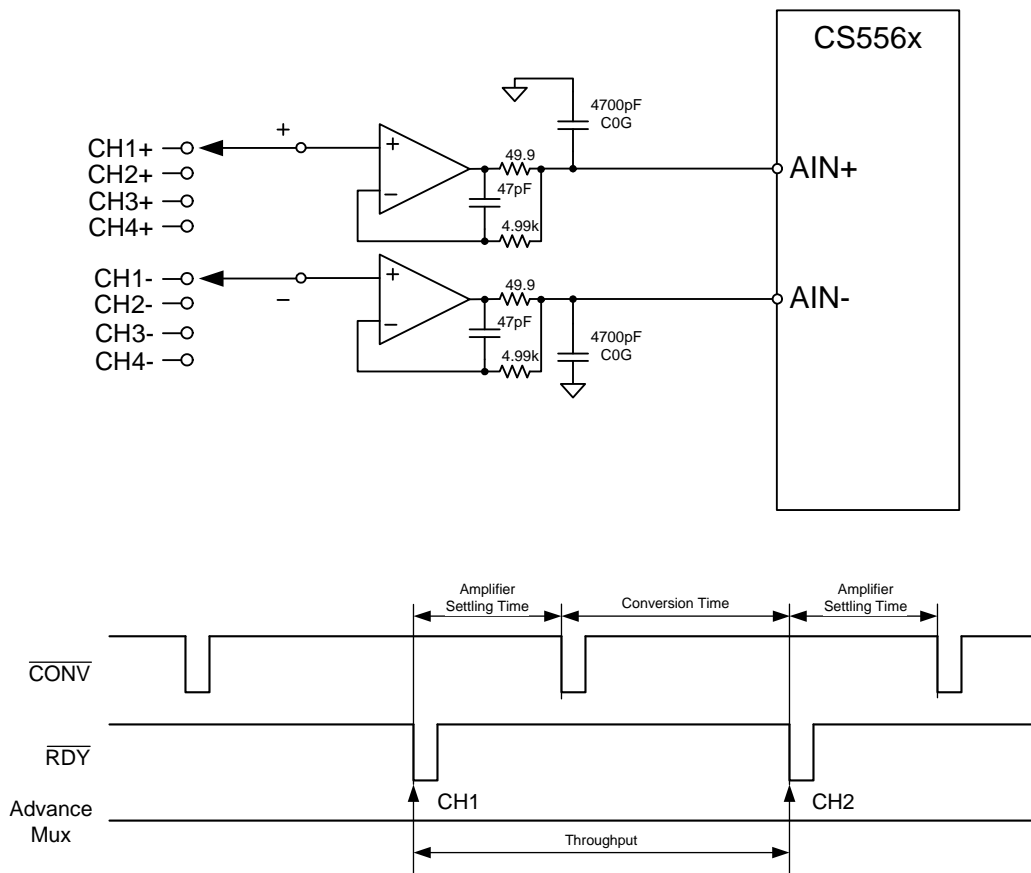 CS556x
4700pF
C0G
CH1+
CH2+
CH3+
CH4+
+
+
−
49.9
47pF
4.99k
AIN+
CH1-
CH2-
CH3-
CH4-
−
+
−
49.9
47pF
4.99k
4700pF
C0G
AIN-
Amplifier
Settling Time
Conversion Time
Amplifier
Settling Time
CONV
RDY
Advance
Mux
CH1
CH2
Throughput